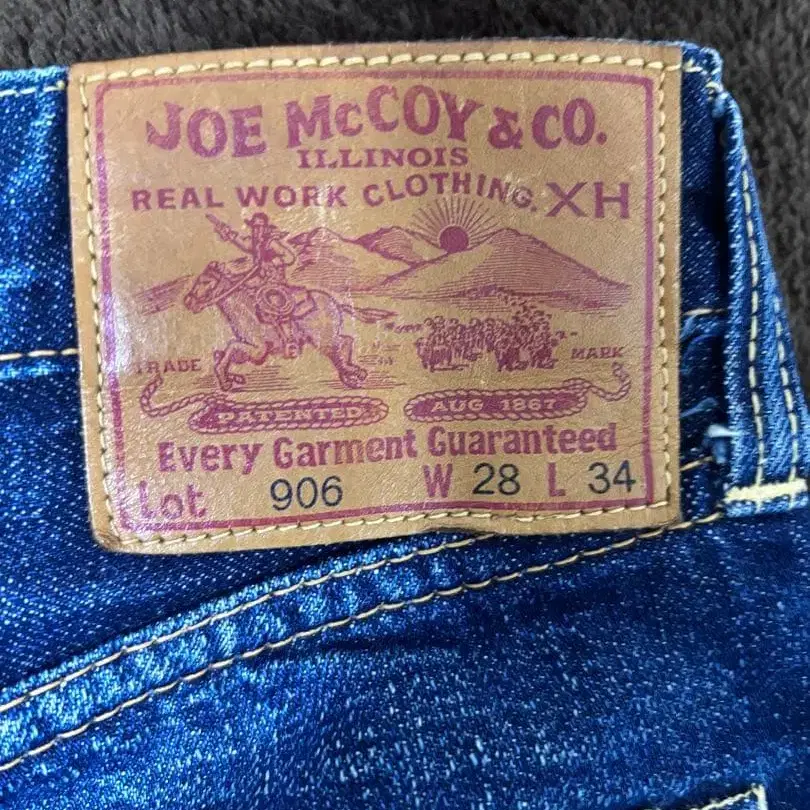 JOE McCOY & CO.
ILLINOIS
REAL WORK CLOTHING. XH
TRADE MARK
PATENTED AUG 1867
Every Garment Guaranteed
Lot 906 W 28 L 34